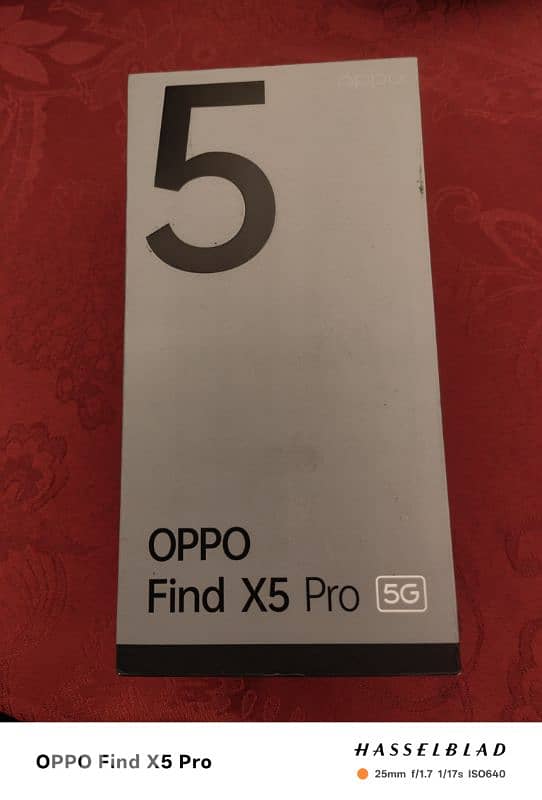 oppo
5
OPPO
Find X5 Pro 5G
OPPO Find X5 Pro
HASSELBLAD
25mm f/1.7 1/17s ISO640